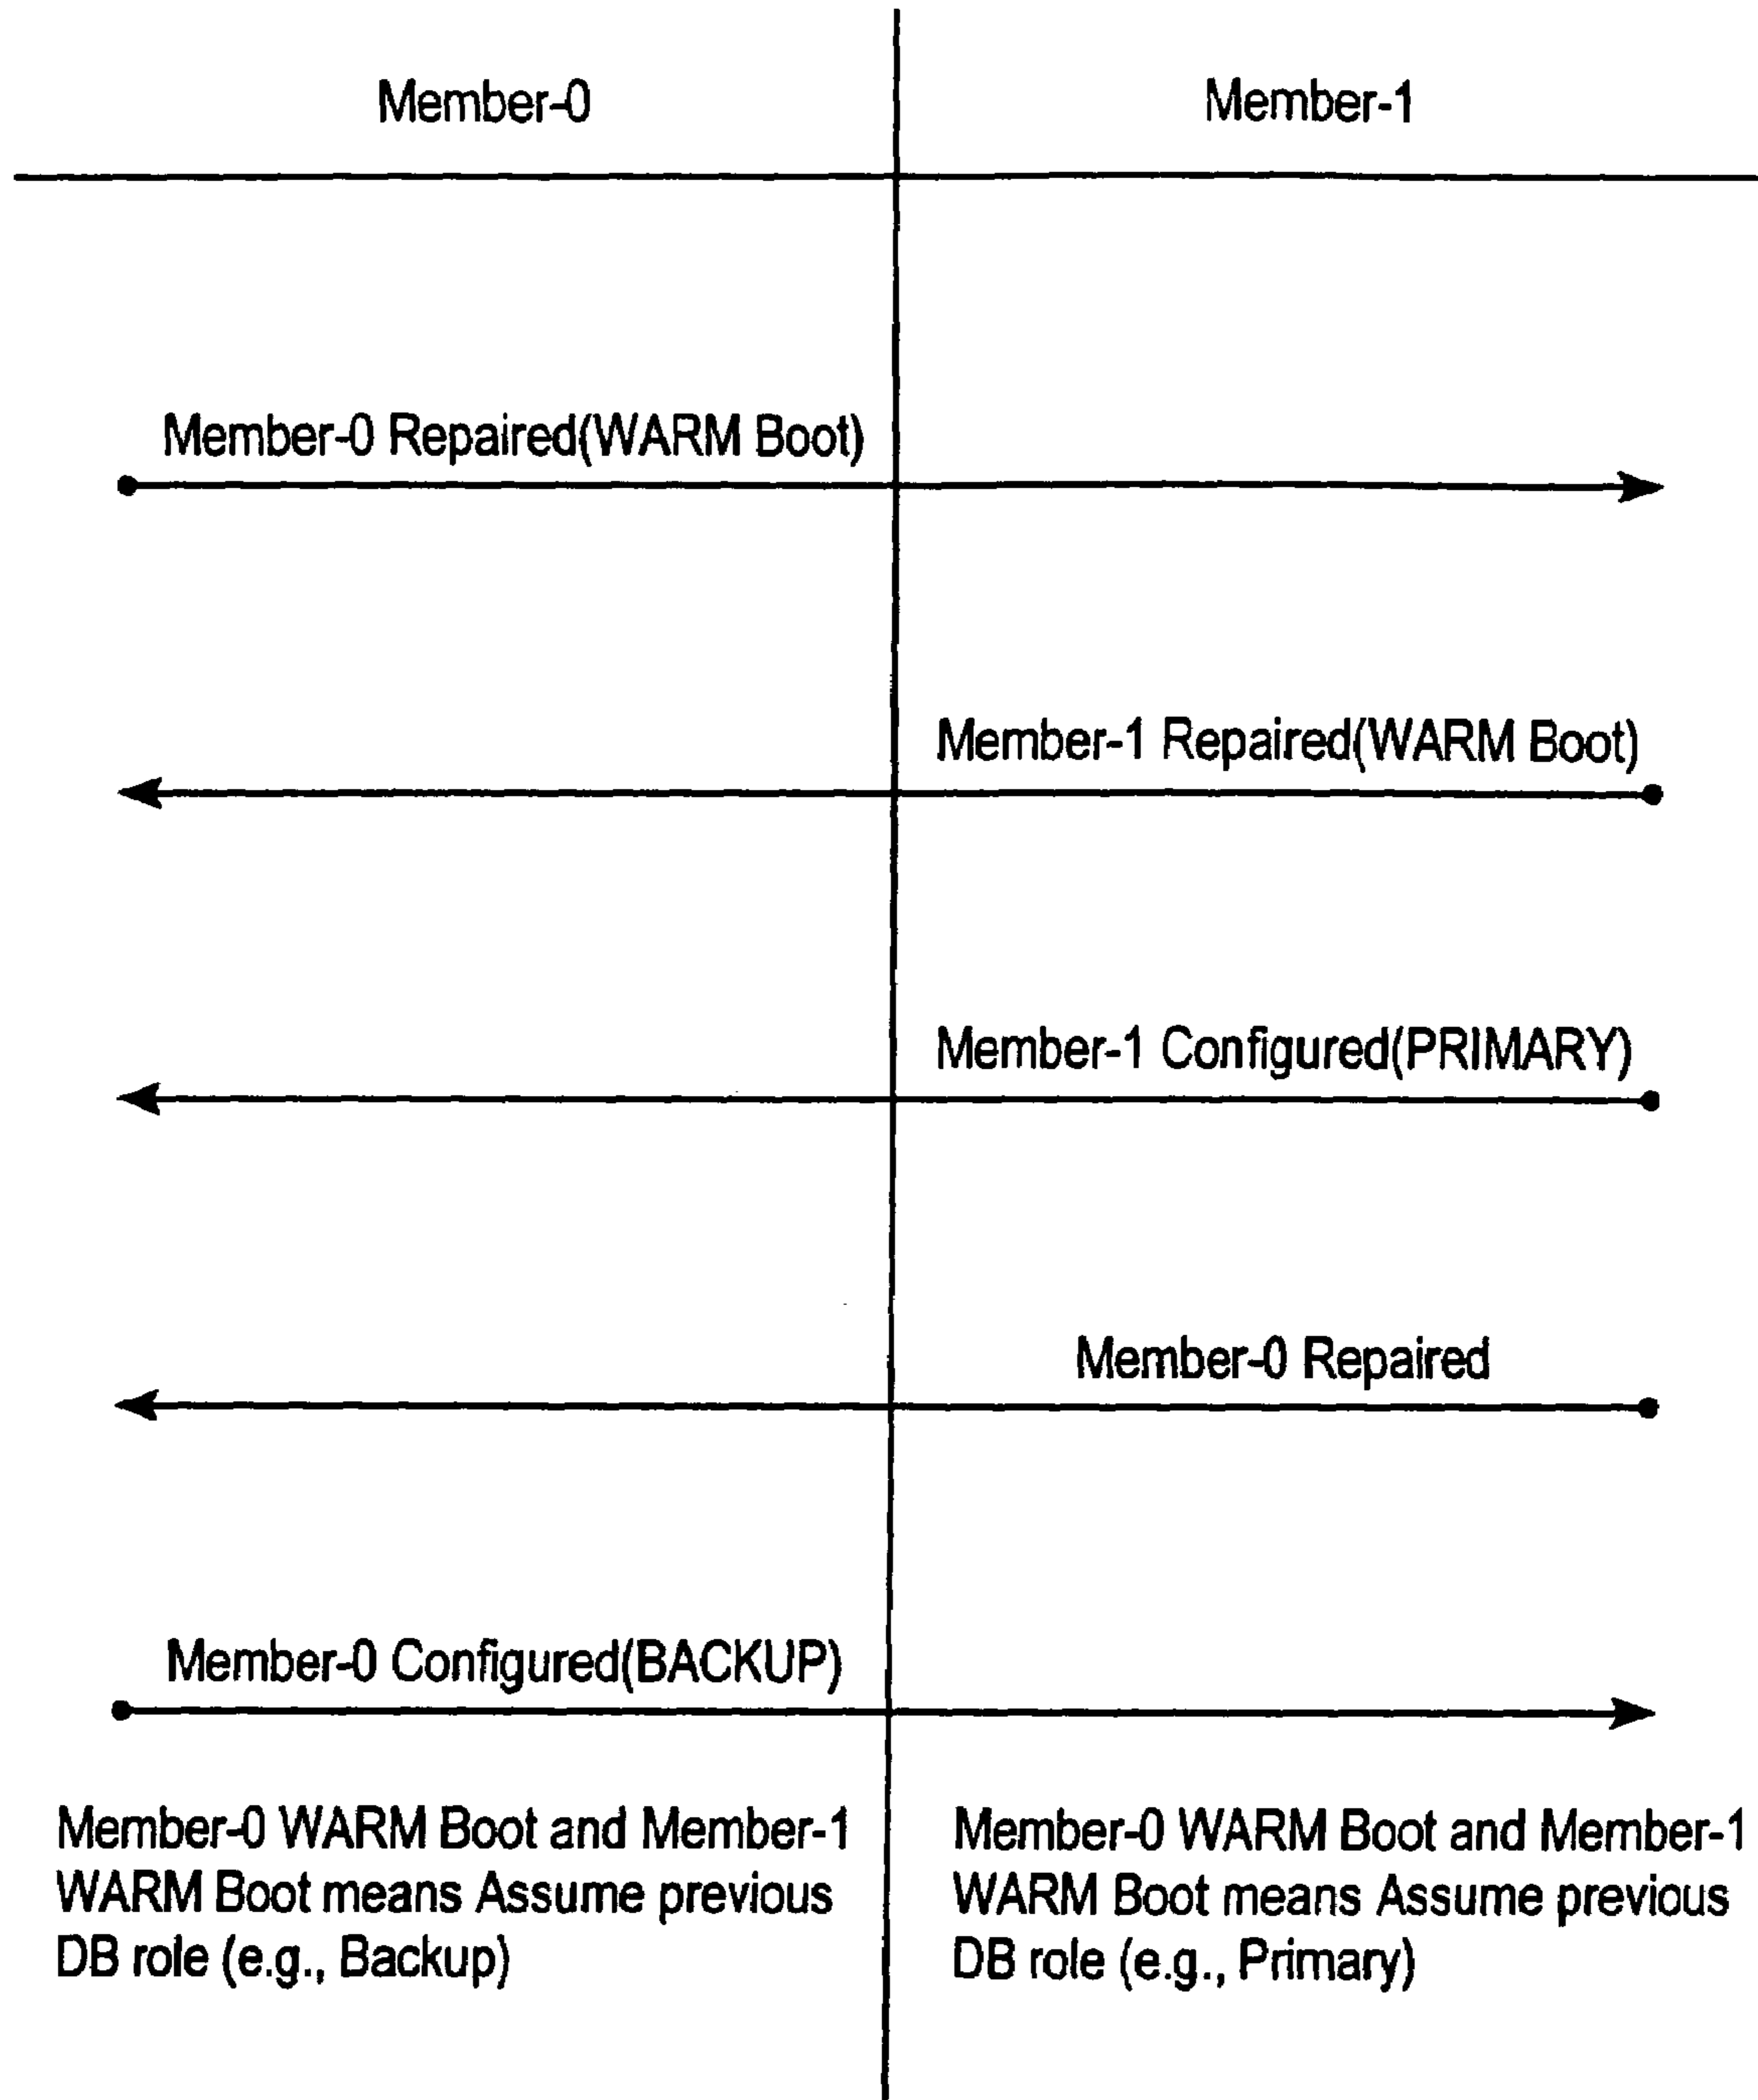 Member-0
Member-1
Member-0 Repaired(WARM Boot)
Member-1 Repaired(WARM Boot)
Member-1 Configured(PRIMARY)
Member-0 Repaired
Member-0 Configured(BACKUP)
Member-0 WARM Boot and Member-1
WARM Boot means Assume previous
DB role (e.g., Backup)
Member-0 WARM Boot and Member-1
WARM Boot means Assume previous
DB role (e.g., Primary)